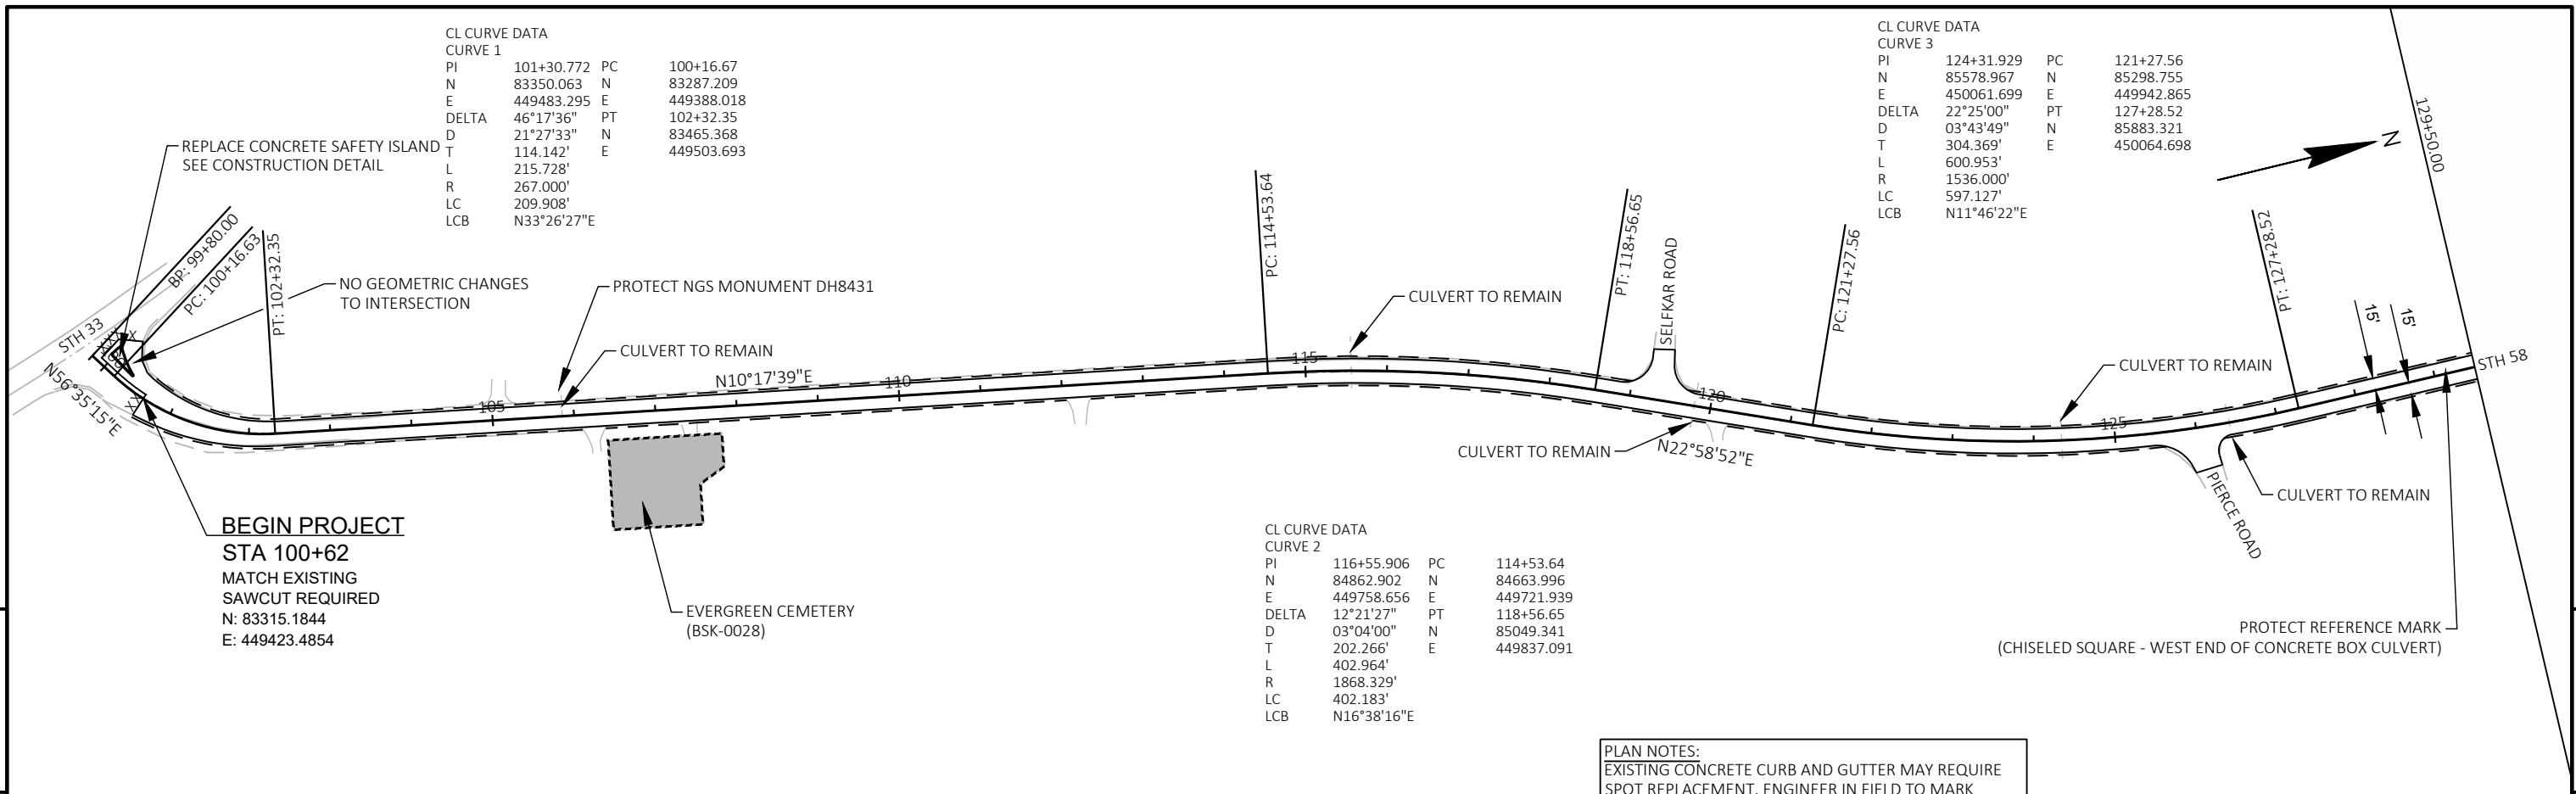 CL CURVE DATA
CURVE 1
PI 101+30.772 PC 100+16.67
N 83350.063 N 83287.209
E 449483.295 E 449388.018
DELTA 46°17'36" PT 102+32.35
D 21°27'33" N 83465.368
T 114.142' E 449503.693
L 215.728'
R 267.000'
LC 209.908'
LCB N33°26'27"E
CL CURVE DATA
CURVE 3
PI 124+31.929 PC 121+27.56
N 85578.967 N 85298.755
E 450061.699 E 449942.865
DELTA 22°25'00" PT 127+28.52
D 03°43'49" N 85883.321
T 304.369' E 450064.698
L 600.953'
R 1536.000'
LC 597.127'
LCB N11°46'22"E
129+50.00
N
REPLACE CONCRETE SAFETY ISLAND
SEE CONSTRUCTION DETAIL
BP: 99+80.00
PC: 100+16.63
PT: 102+32.35
NO GEOMETRIC CHANGES
TO INTERSECTION
PROTECT NGS MONUMENT DH8431
CULVERT TO REMAIN
PC: 114+53.64
CULVERT TO REMAIN
PT: 118+56.65
SELFKAR ROAD
PC: 121+27.56
CULVERT TO REMAIN
PT: 127+28.52
15'
15'
STH 58
STH 33
N56°35'15"E
105
N10°17'39"E
110
115
120
N22°58'52"E
CULVERT TO REMAIN
125
PIERCE ROAD
CULVERT TO REMAIN
BEGIN PROJECT
STA 100+62
MATCH EXISTING
SAWCUT REQUIRED
N: 83315.1844
E: 449423.4854
EVERGREEN CEMETERY
(BSK-0028)
CL CURVE DATA
CURVE 2
PI 116+55.906 PC 114+53.64
N 84862.902 N 84663.996
E 449758.656 E 449721.939
DELTA 12°21'27" PT 118+56.65
D 03°04'00" N 85049.341
T 202.266' E 449837.091
L 402.964'
R 1868.329'
LC 402.183'
LCB N16°38'16"E
PROTECT REFERENCE MARK
(CHISELED SQUARE - WEST END OF CONCRETE BOX CULVERT)
PLAN NOTES:
EXISTING CONCRETE CURB AND GUTTER MAY REQUIRE
SPOT REPLACEMENT. ENGINEER IN FIELD TO MARK